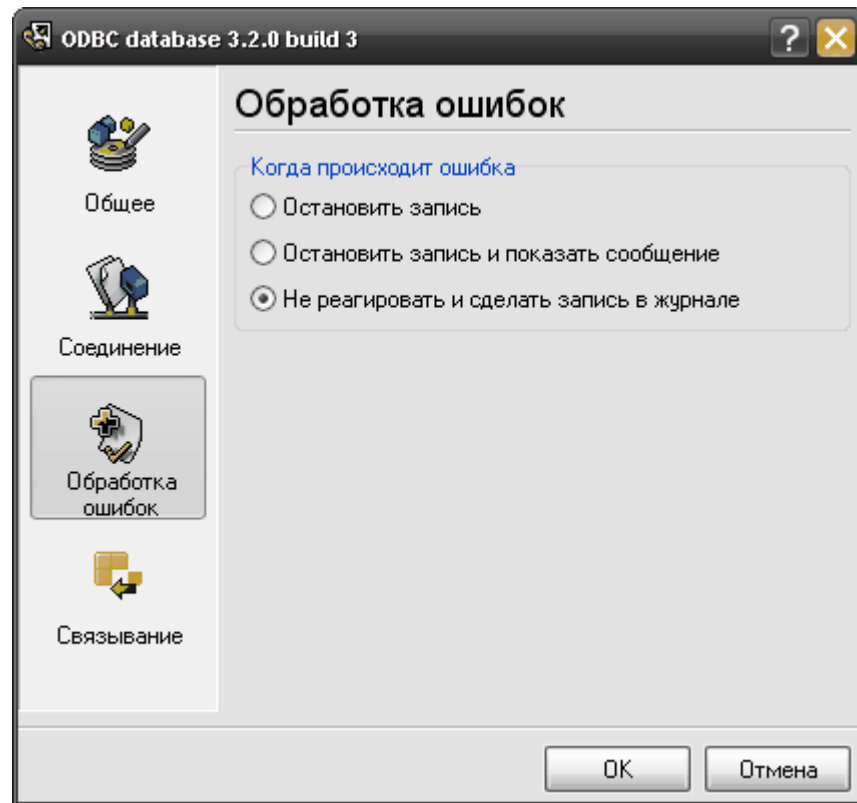 ODBC database 3.2.0 build 3
?
Общее
Соединение
Обработка
ошибок
Связывание
Обработка ошибок
Когда происходит ошибка
Остановить запись
Остановить запись и показать сообщение
Не реагировать и сделать запись в журнале
OK
Отмена